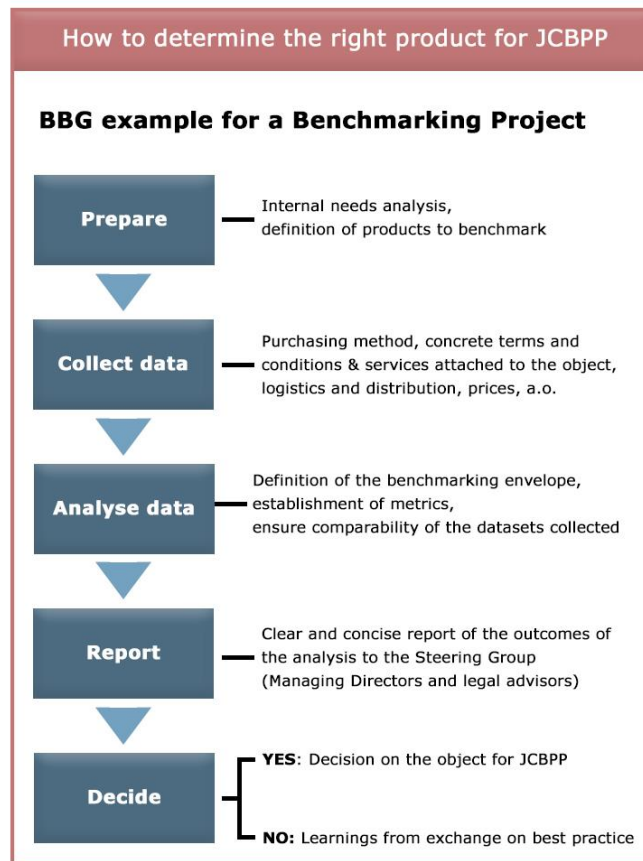 How to determine the right product for JCBPP
BBG example for a Benchmarking Project
Prepare
Internal needs analysis,
definition of products to benchmark
Collect data
Purchasing method, concrete terms and
conditions & services attached to the object,
logistics and distribution, prices, a.o.
Analyse data
Definition of the benchmarking envelope,
establishment of metrics,
ensure comparability of the datasets collected
Report
Clear and concise report of the outcomes of
the analysis to the Steering Group
(Managing Directors and legal advisors)
Decide
YES: Decision on the object for JCBPP
NO: Learnings from exchange on best practice